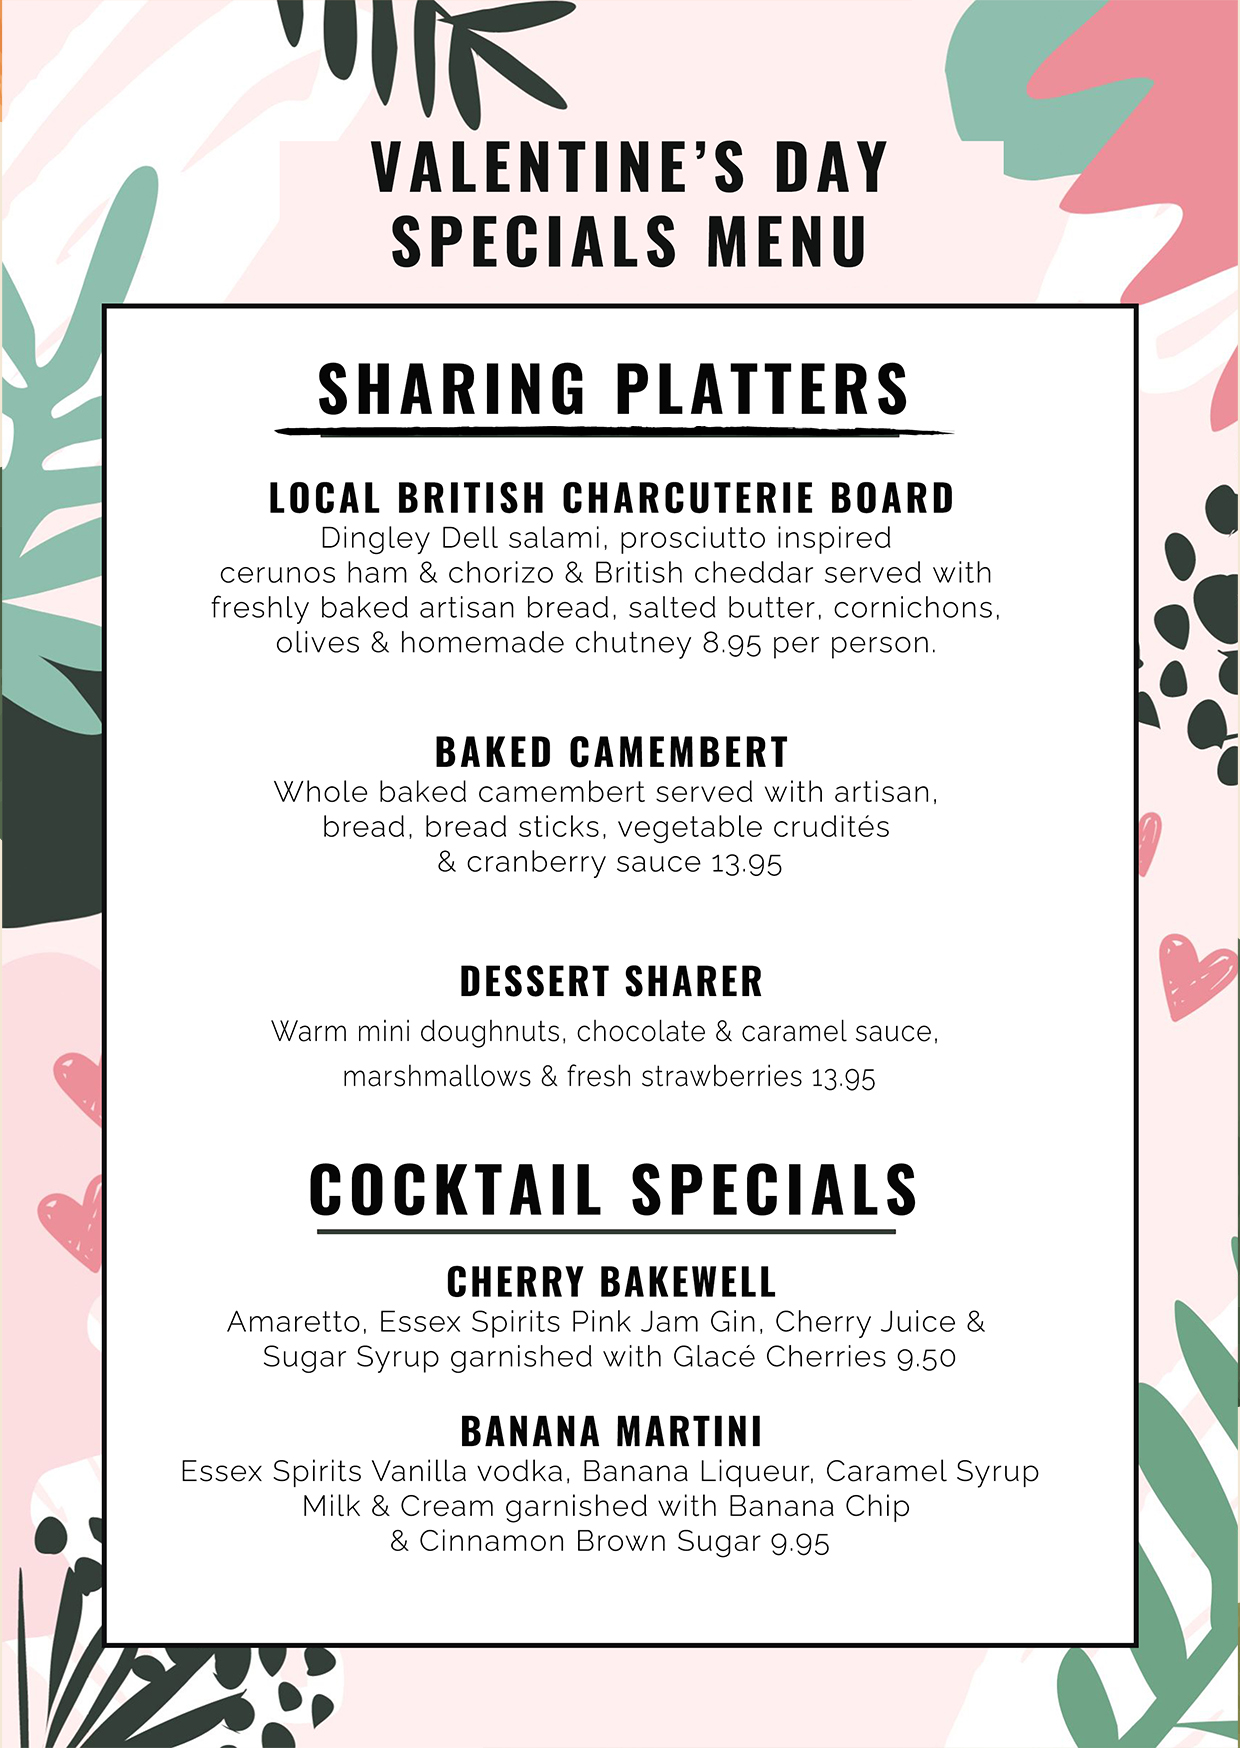 VALENTINE’S DAY
SPECIALS MENU
SHARING PLATTERS
LOCAL BRITISH CHARCUTERIE BOARD
Dingley Dell salami, prosciutto inspired
cerunos ham & chorizo & British cheddar served with
freshly baked artisan bread, salted butter, cornichons,
olives & homemade chutney 8.95 per person.
BAKED CAMEMBERT
Whole baked camembert served with artisan,
bread, bread sticks, vegetable crudités
& cranberry sauce 13.95
DESSERT SHARER
Warm mini doughnuts, chocolate & caramel sauce,
marshmallows & fresh strawberries 13.95
COCKTAIL SPECIALS
CHERRY BAKEWELL
Amaretto, Essex Spirits Pink Jam Gin, Cherry Juice &
Sugar Syrup garnished with Glacé Cherries 9.50
BANANA MARTINI
Essex Spirits Vanilla vodka, Banana Liqueur, Caramel Syrup
Milk & Cream garnished with Banana Chip
& Cinnamon Brown Sugar 9.95